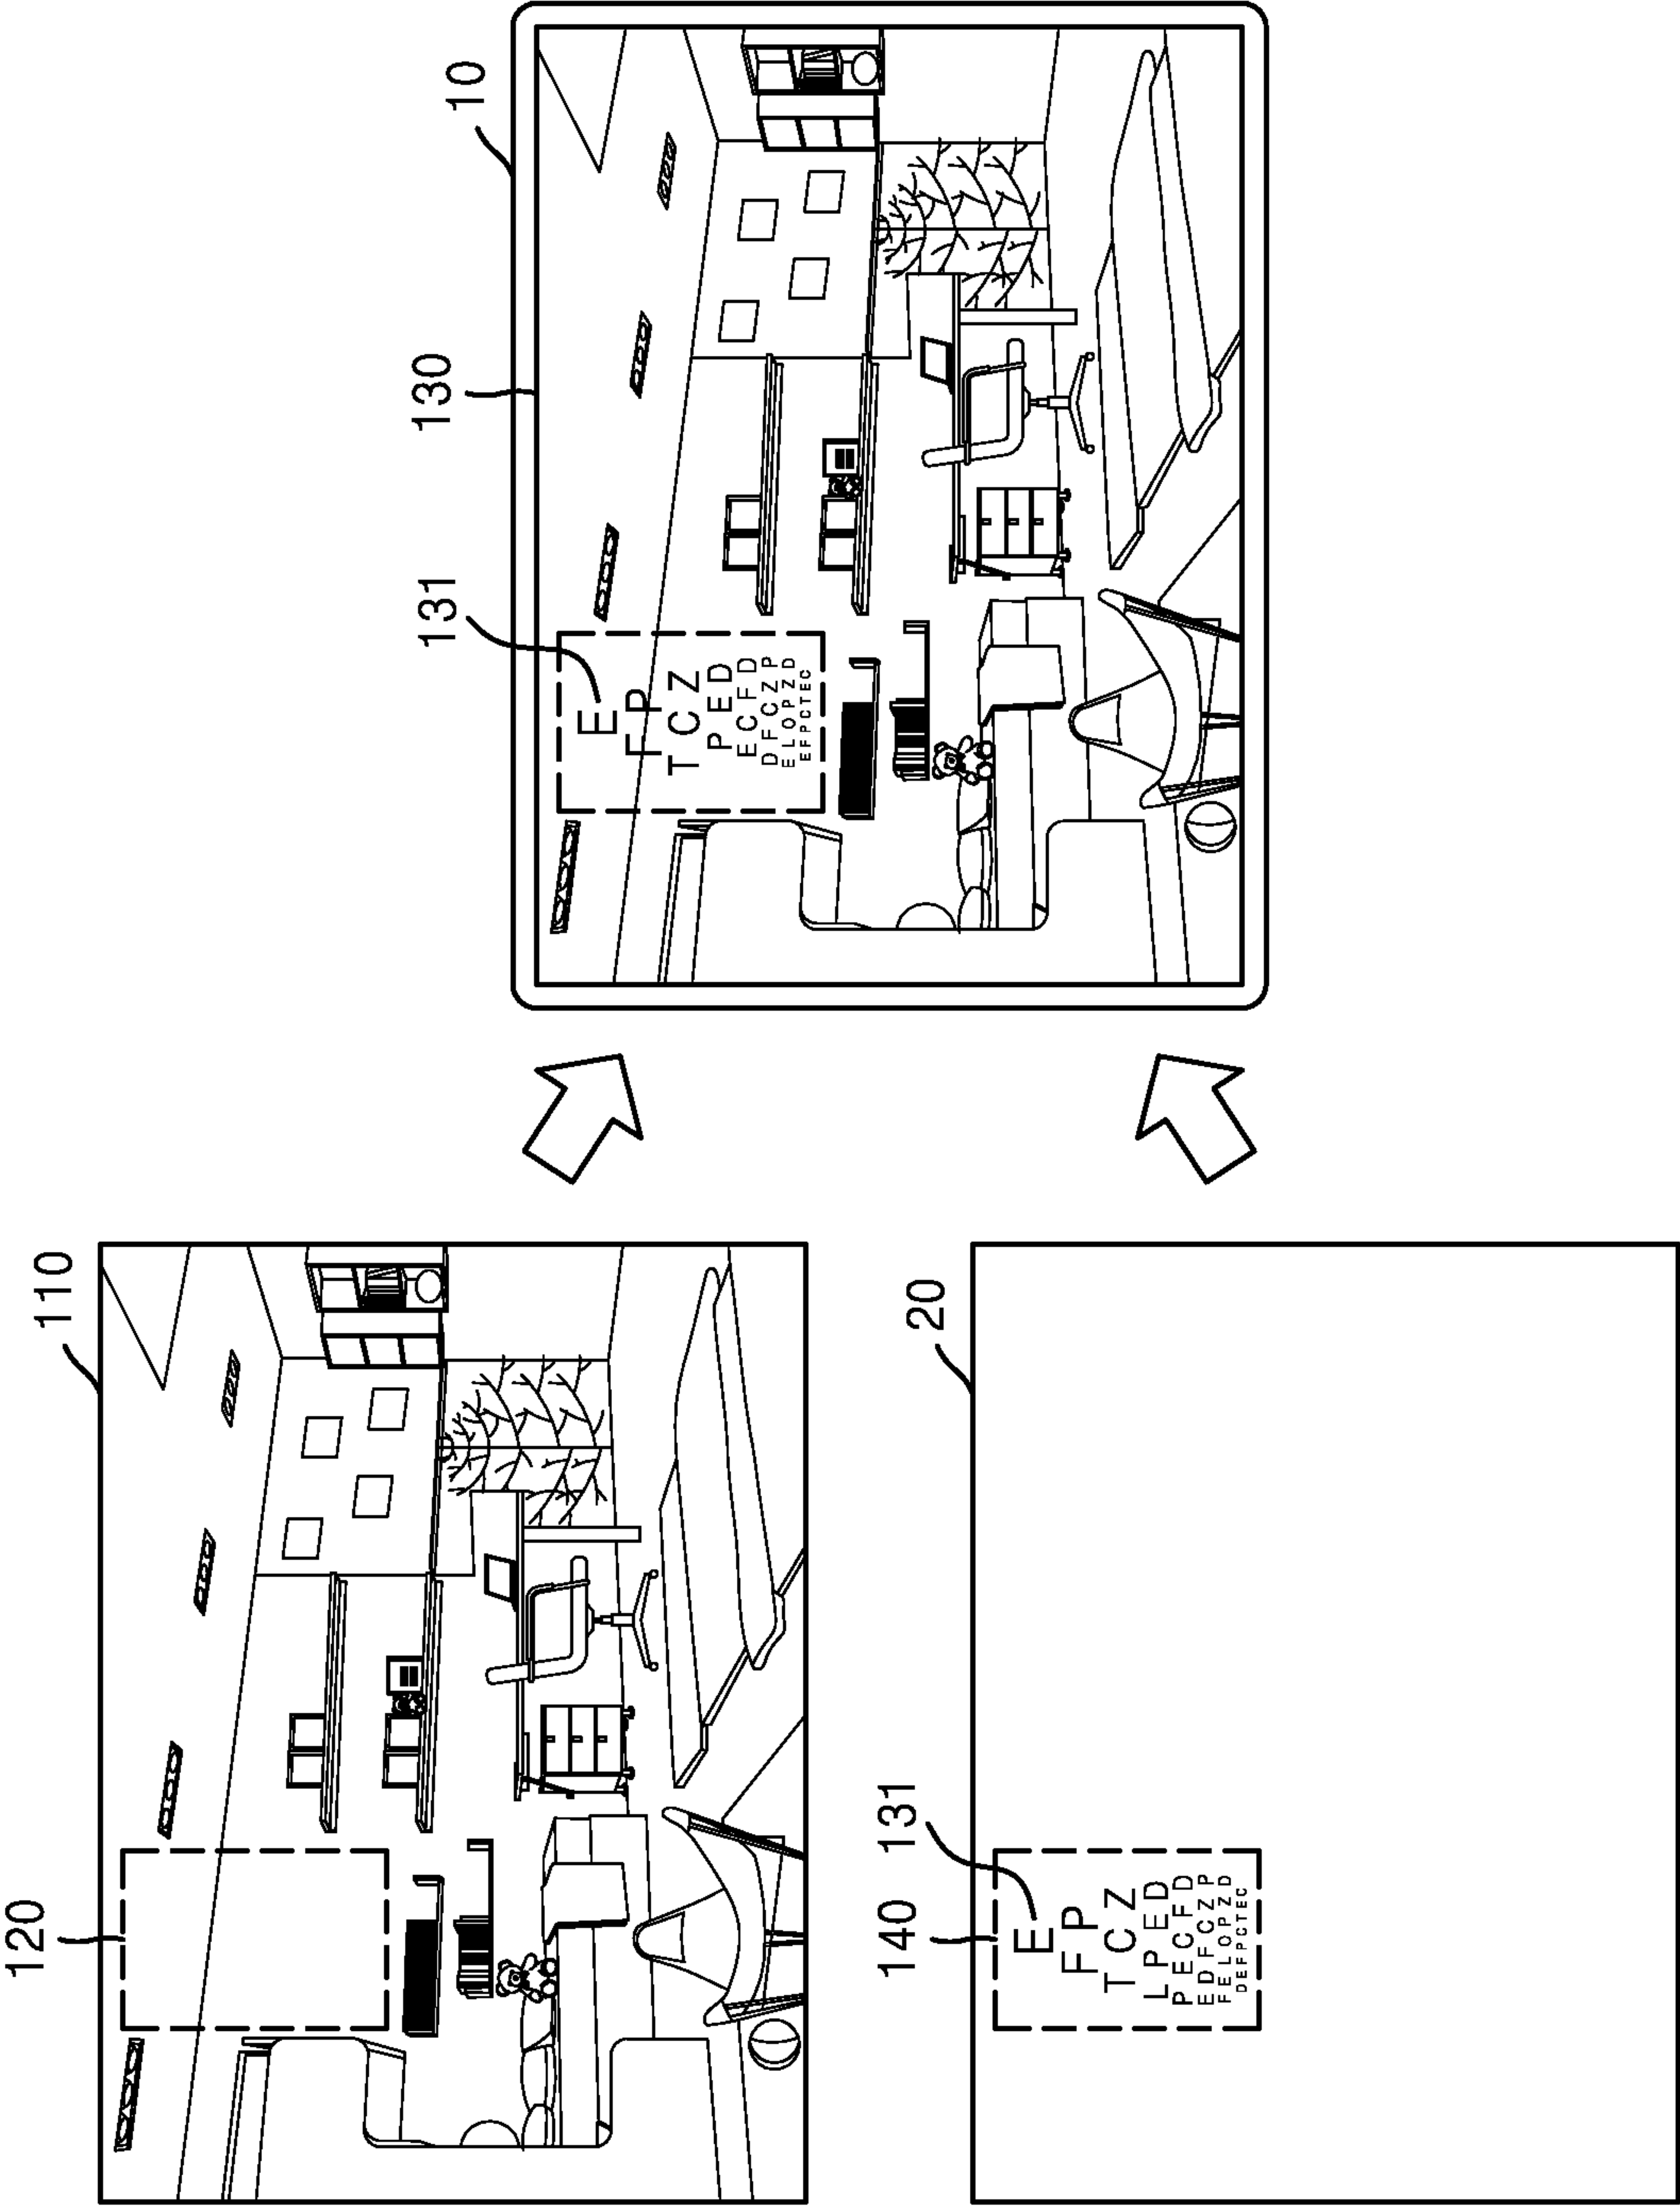 120
110
131
130
10
E
F P
T C Z
P E D
E C F D
D F C Z P
E L O P Z D
E F P C T E C
140
131
20
E
F P
T C Z
L P E D
P E C F D
E D F C Z P
F E L O P Z D
D E F P C T E C